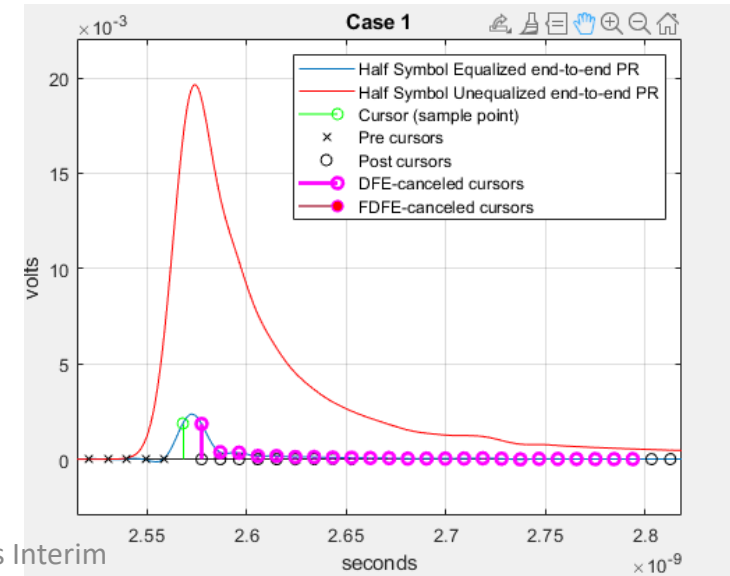 ×10⁻³
Case 1
Half Symbol Equalized end-to-end PR
Half Symbol Unequalized end-to-end PR
Cursor (sample point)
Pre cursors
Post cursors
DFE-canceled cursors
FDFE-canceled cursors
20
15
10
5
0
volts
2.55 2.6 2.65 2.7 2.75 2.8
seconds
×10⁻⁹
s Interim